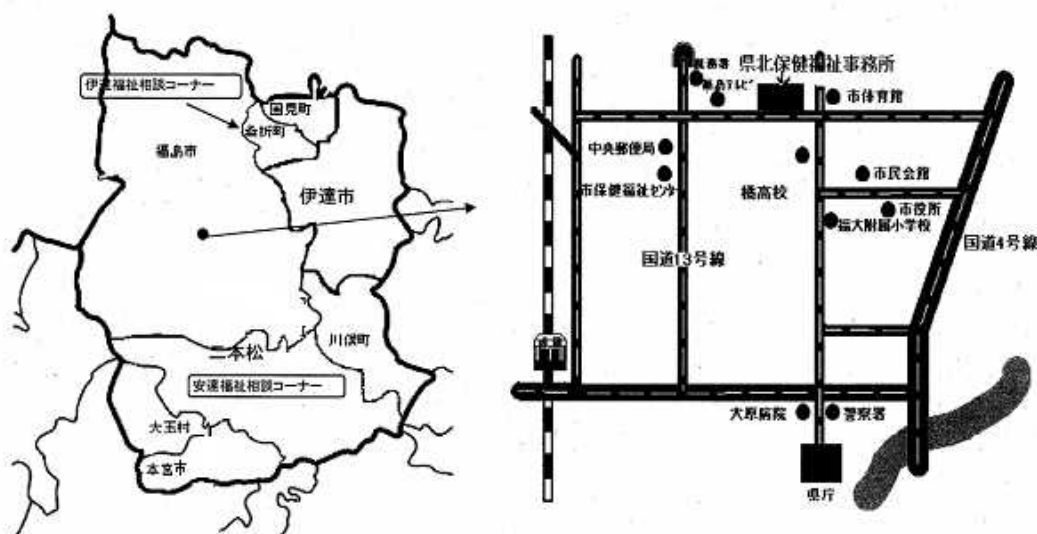 伊達福祉相談コーナー
国見町
桑折町
福島市
伊達市
川俣町
二本松
安達福祉相談コーナー
大玉村
本宮市
県北保健福祉事務所
福島テレビ
市体育館
中央郵便局
市保健福祉センタ
橘高校
市民会館
市役所
福大附属小学校
国道13号線
国道4号線
大原病院
警察署
県庁